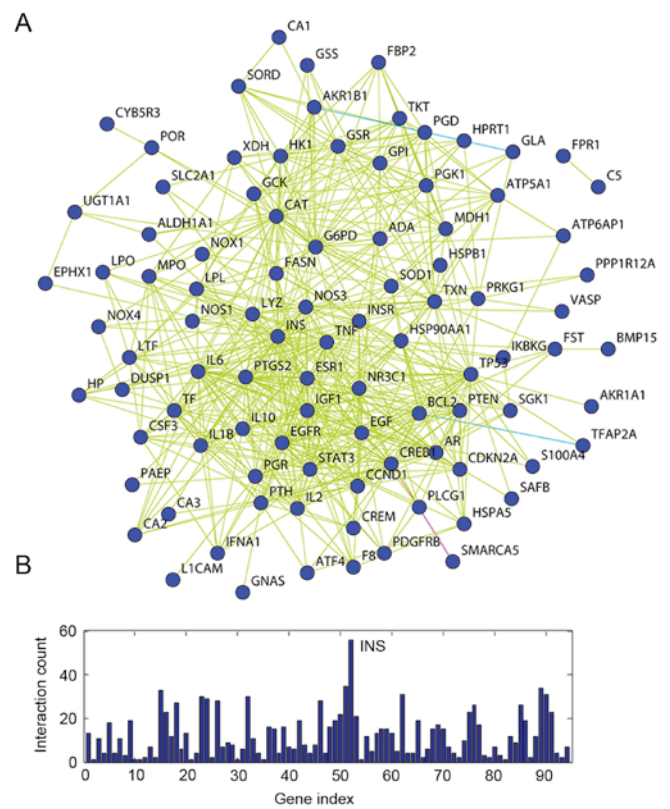 A
CA1
GSS
FBP2
SORD
AKR1B1
TKT
PGD
HPRT1
GLA
FPR1
C5
CYB5R3
POR
XDH
HK1
GSR
GPI
SLC2A1
GCK
PGK1
ATP5A1
UGT1A1
ALDH1A1
CAT
G6PD
ADA
MDH1
ATP6AP1
EPHX1
LPO
MPO
NOX1
LPL
FASN
SOD1
HSPB1
TXN
PRKG1
PPP1R12A
VASP
NOX4
NOS1
LYZ
NOS3
INSR
INS
TNF
HSP90AA1
IKBKG
FST
BMP15
LTF
IL6
PTGS2
ESR1
NR3C1
TP53
HP
DUSP1
TF
IL10
IGF1
BCL2
PTEN
SGK1
AKR1A1
CSF3
IL1B
EGFR
EGF
CREB1
AR
TFAP2A
PAEP
PGR
STAT3
CCND1
CDKN2A
S100A4
CA3
PTH
IL2
PLCG1
SAFB
CA2
IFNA1
CREM
HSPA5
L1CAM
GNAS
ATF4
F8
PDGFRB
SMARCA5
B
INS
Interaction count
60
40
20
0
0 10 20 30 40 50 60 70 80 90
Gene index